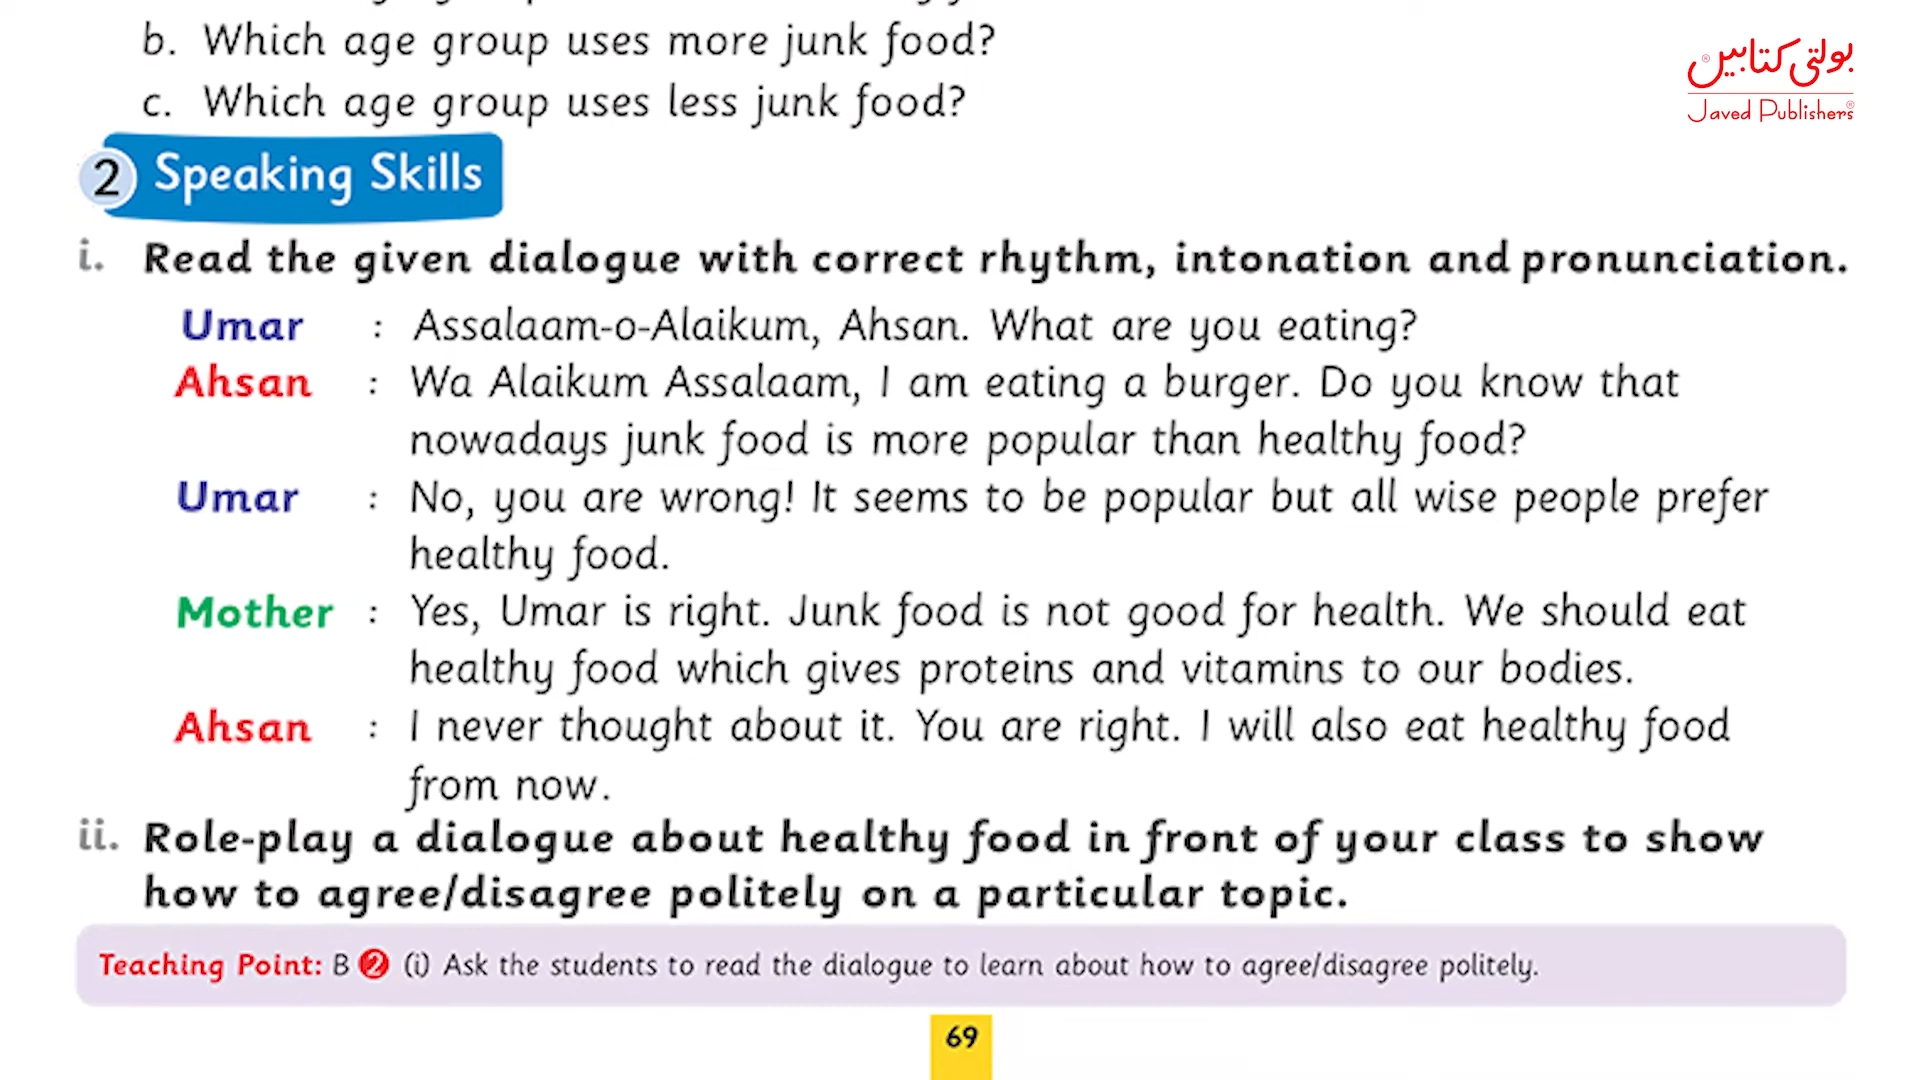 b. Which age group uses more junk food?
c. Which age group uses less junk food?
بولتی کتابیں
Javed Publishers®
2 Speaking Skills
i. Read the given dialogue with correct rhythm, intonation and pronunciation.
Umar : Assalaam-o-Alaikum, Ahsan. What are you eating?
Ahsan : Wa Alaikum Assalaam, I am eating a burger. Do you know that
nowadays junk food is more popular than healthy food?
Umar : No, you are wrong! It seems to be popular but all wise people prefer
healthy food.
Mother : Yes, Umar is right. Junk food is not good for health. We should eat
healthy food which gives proteins and vitamins to our bodies.
Ahsan : I never thought about it. You are right. I will also eat healthy food
from now.
ii. Role-play a dialogue about healthy food in front of your class to show
how to agree/disagree politely on a particular topic.
Teaching Point: B 2 (i) Ask the students to read the dialogue to learn about how to agree/disagree politely.
69